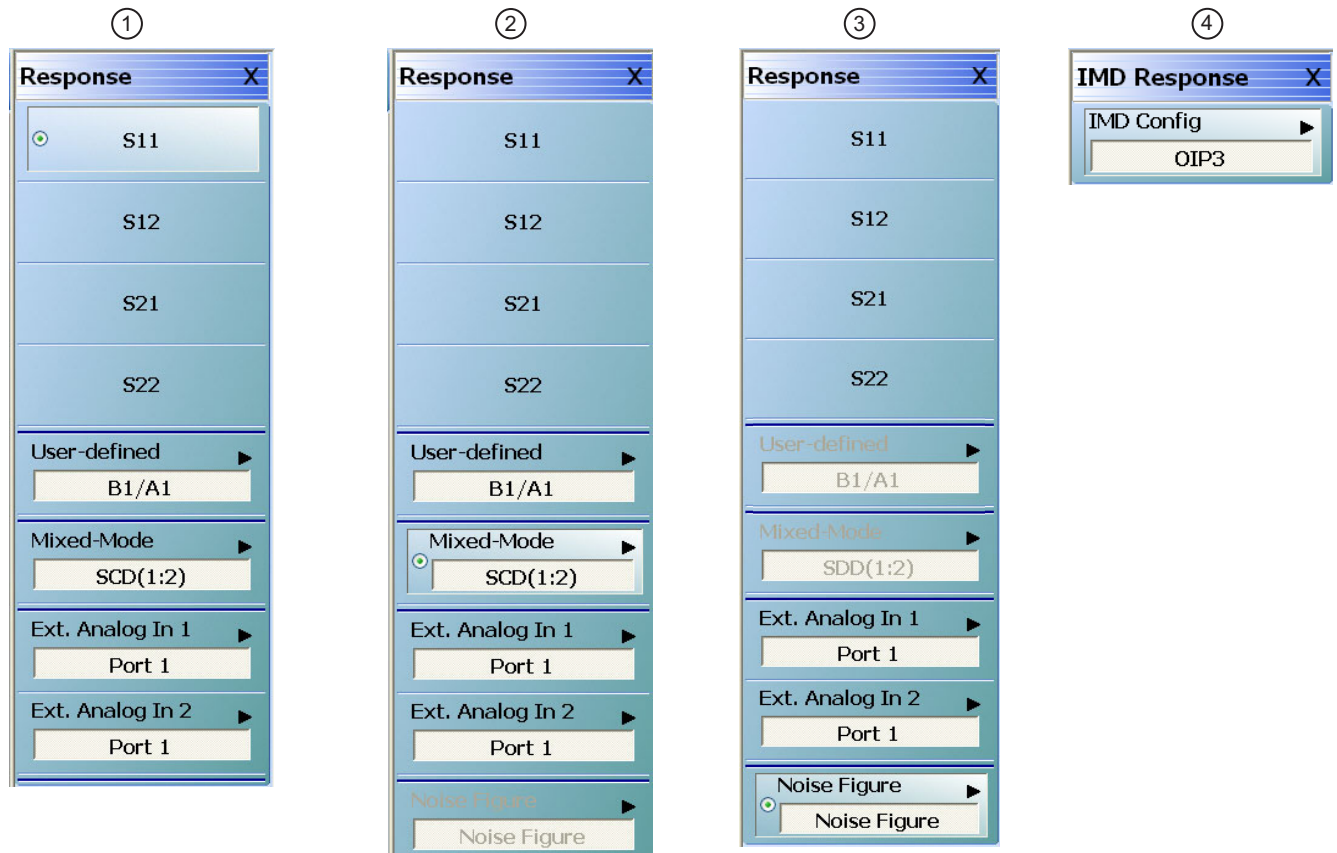 ①
Response X
S11
S12
S21
S22
User-defined
B1/A1
Mixed-Mode
SCD(1:2)
Ext. Analog In 1
Port 1
Ext. Analog In 2
Port 1
②
Response X
S11
S12
S21
S22
User-defined
B1/A1
Mixed-Mode
SCD(1:2)
Ext. Analog In 1
Port 1
Ext. Analog In 2
Port 1
Noise Figure
Noise Figure
③
Response X
S11
S12
S21
S22
User-defined
B1/A1
Mixed-Mode
SDD(1:2)
Ext. Analog In 1
Port 1
Ext. Analog In 2
Port 1
Noise Figure
Noise Figure
④
IMD Response X
IMD Config
OIP3